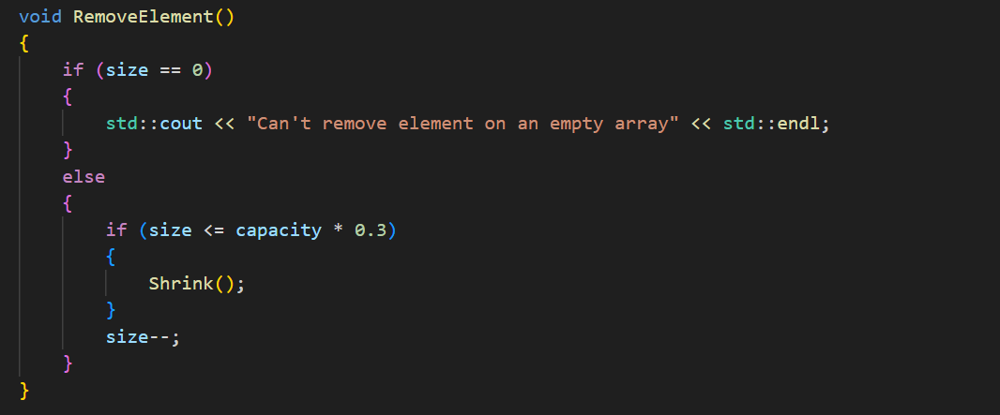 void RemoveElement()
{
    if (size == 0)
    {
        std::cout << "Can't remove element on an empty array" << std::endl;
    }
    else
    {
        if (size <= capacity * 0.3)
        {
            Shrink();
        }
        size--;
    }
}